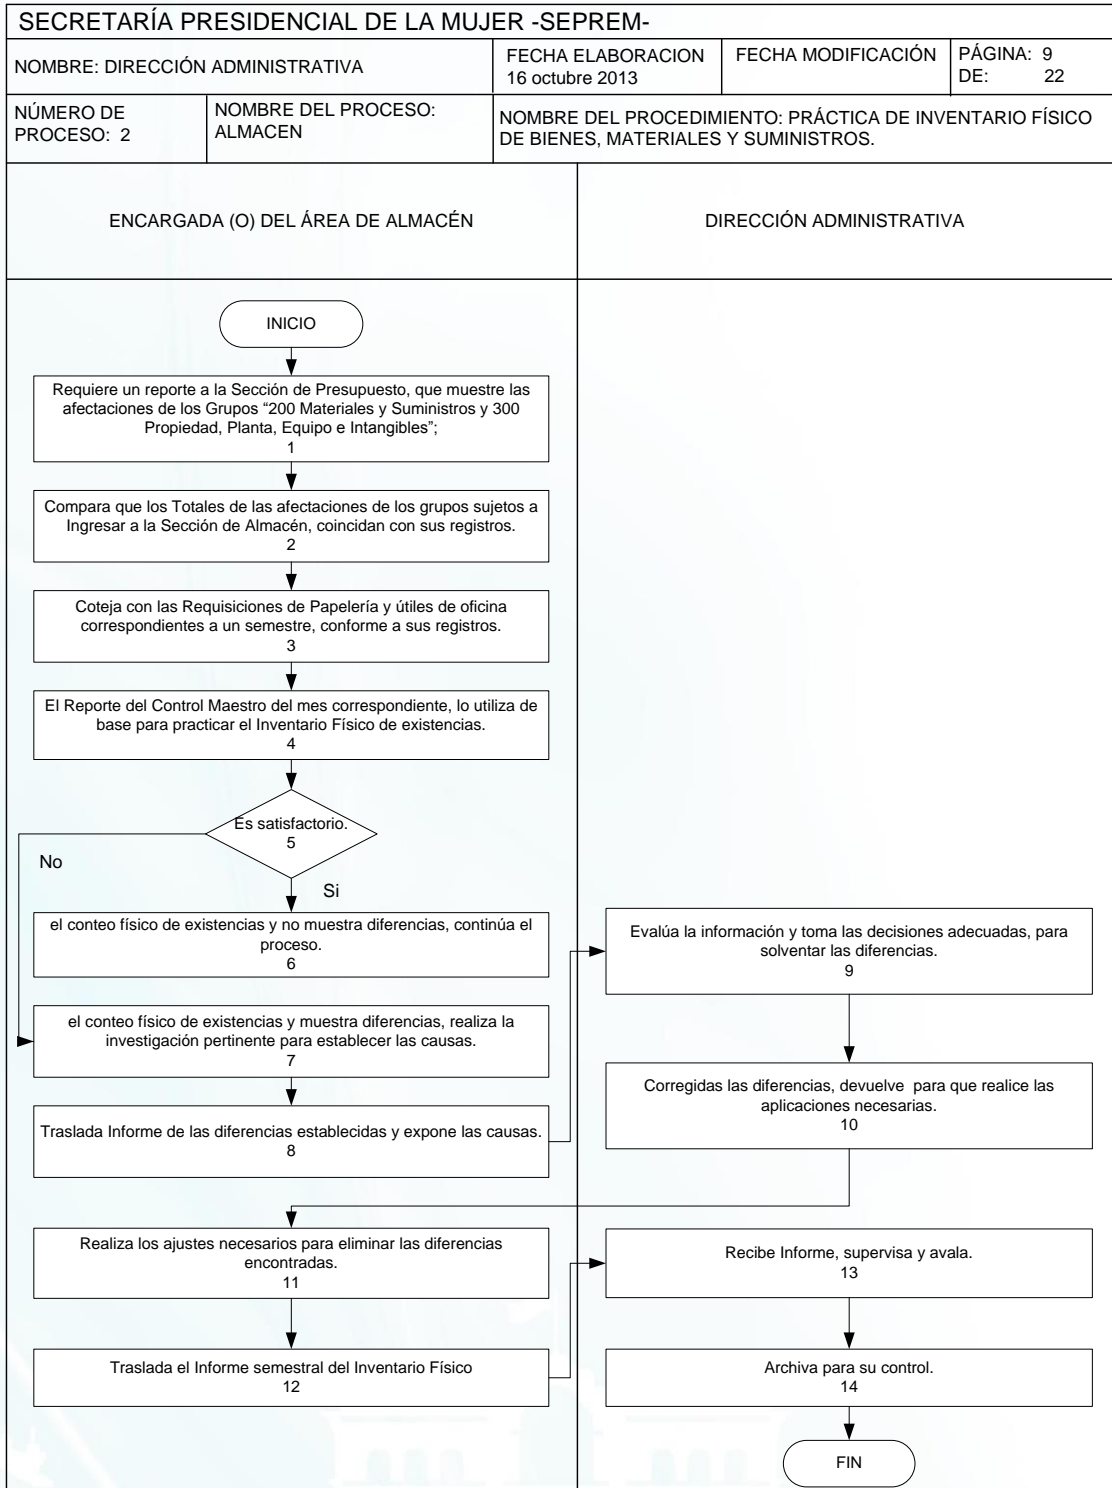 SECRETARÍA PRESIDENCIAL DE LA MUJER -SEPREM-
NOMBRE: DIRECCIÓN ADMINISTRATIVA
FECHA ELABORACION
16 octubre 2013
FECHA MODIFICACIÓN
PÁGINA: 9
DE: 22
NÚMERO DE
PROCESO: 2
NOMBRE DEL PROCESO:
ALMACEN
NOMBRE DEL PROCEDIMIENTO: PRÁCTICA DE INVENTARIO FÍSICO
DE BIENES, MATERIALES Y SUMINISTROS.
ENCARGADA (O) DEL ÁREA DE ALMACÉN
DIRECCIÓN ADMINISTRATIVA
INICIO
Requiere un reporte a la Sección de Presupuesto, que muestre las
afectaciones de los Grupos “200 Materiales y Suministros y 300
Propiedad, Planta, Equipo e Intangibles”;
1
Compara que los Totales de las afectaciones de los grupos sujetos a
Ingresar a la Sección de Almacén, coincidan con sus registros.
2
Coteja con las Requisiciones de Papelería y útiles de oficina
correspondientes a un semestre, conforme a sus registros.
3
El Reporte del Control Maestro del mes correspondiente, lo utiliza de
base para practicar el Inventario Físico de existencias.
4
Es satisfactorio.
5
No
Si
el conteo físico de existencias y no muestra diferencias, continúa el
proceso.
6
el conteo físico de existencias y muestra diferencias, realiza la
investigación pertinente para establecer las causas.
7
Traslada Informe de las diferencias establecidas y expone las causas.
8
Evalúa la información y toma las decisiones adecuadas, para
solventar las diferencias.
9
Corregidas las diferencias, devuelve para que realice las
aplicaciones necesarias.
10
Realiza los ajustes necesarios para eliminar las diferencias
encontradas.
11
Traslada el Informe semestral del Inventario Físico
12
Recibe Informe, supervisa y avala.
13
Archiva para su control.
14
FIN